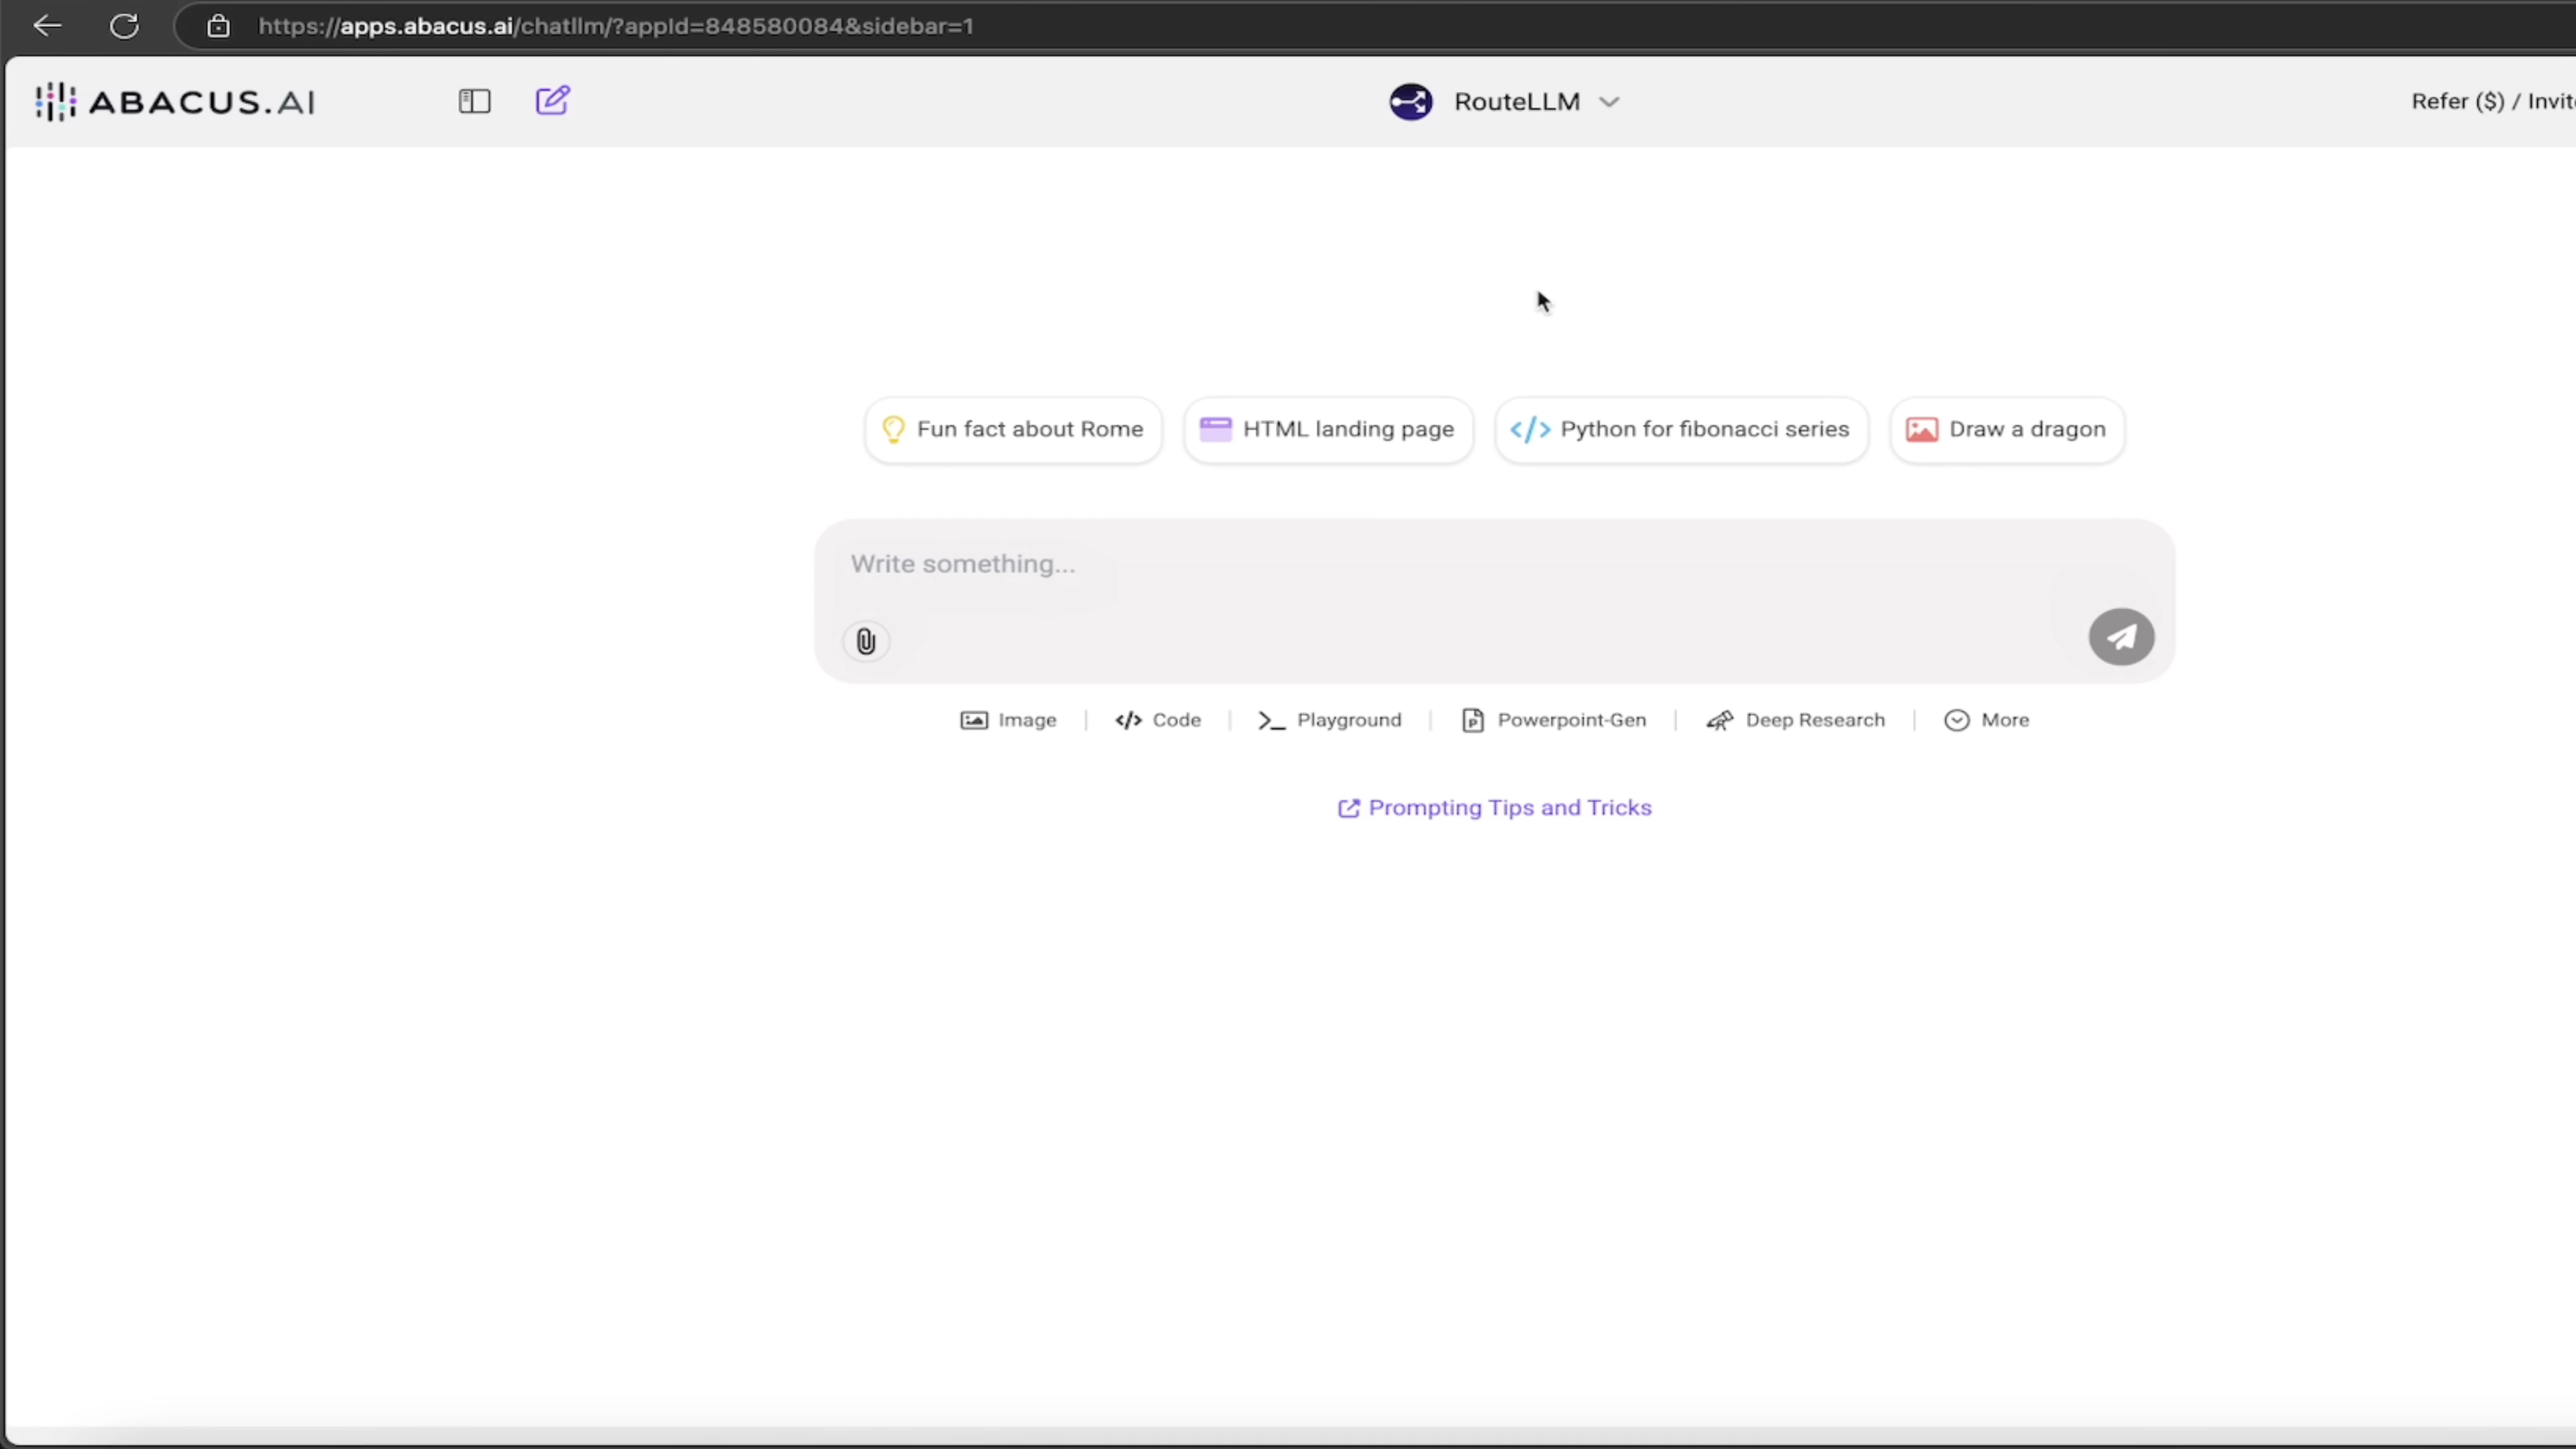 https://apps.abacus.ai/chatllm/?appId=848580084&sidebar=1
ABACUS.AI
RouteLLM
Refer ($) / Invit
Fun fact about Rome
HTML landing page
Python for fibonacci series
Draw a dragon
Write something...
Image
Code
Playground
Powerpoint-Gen
Deep Research
More
Prompting Tips and Tricks